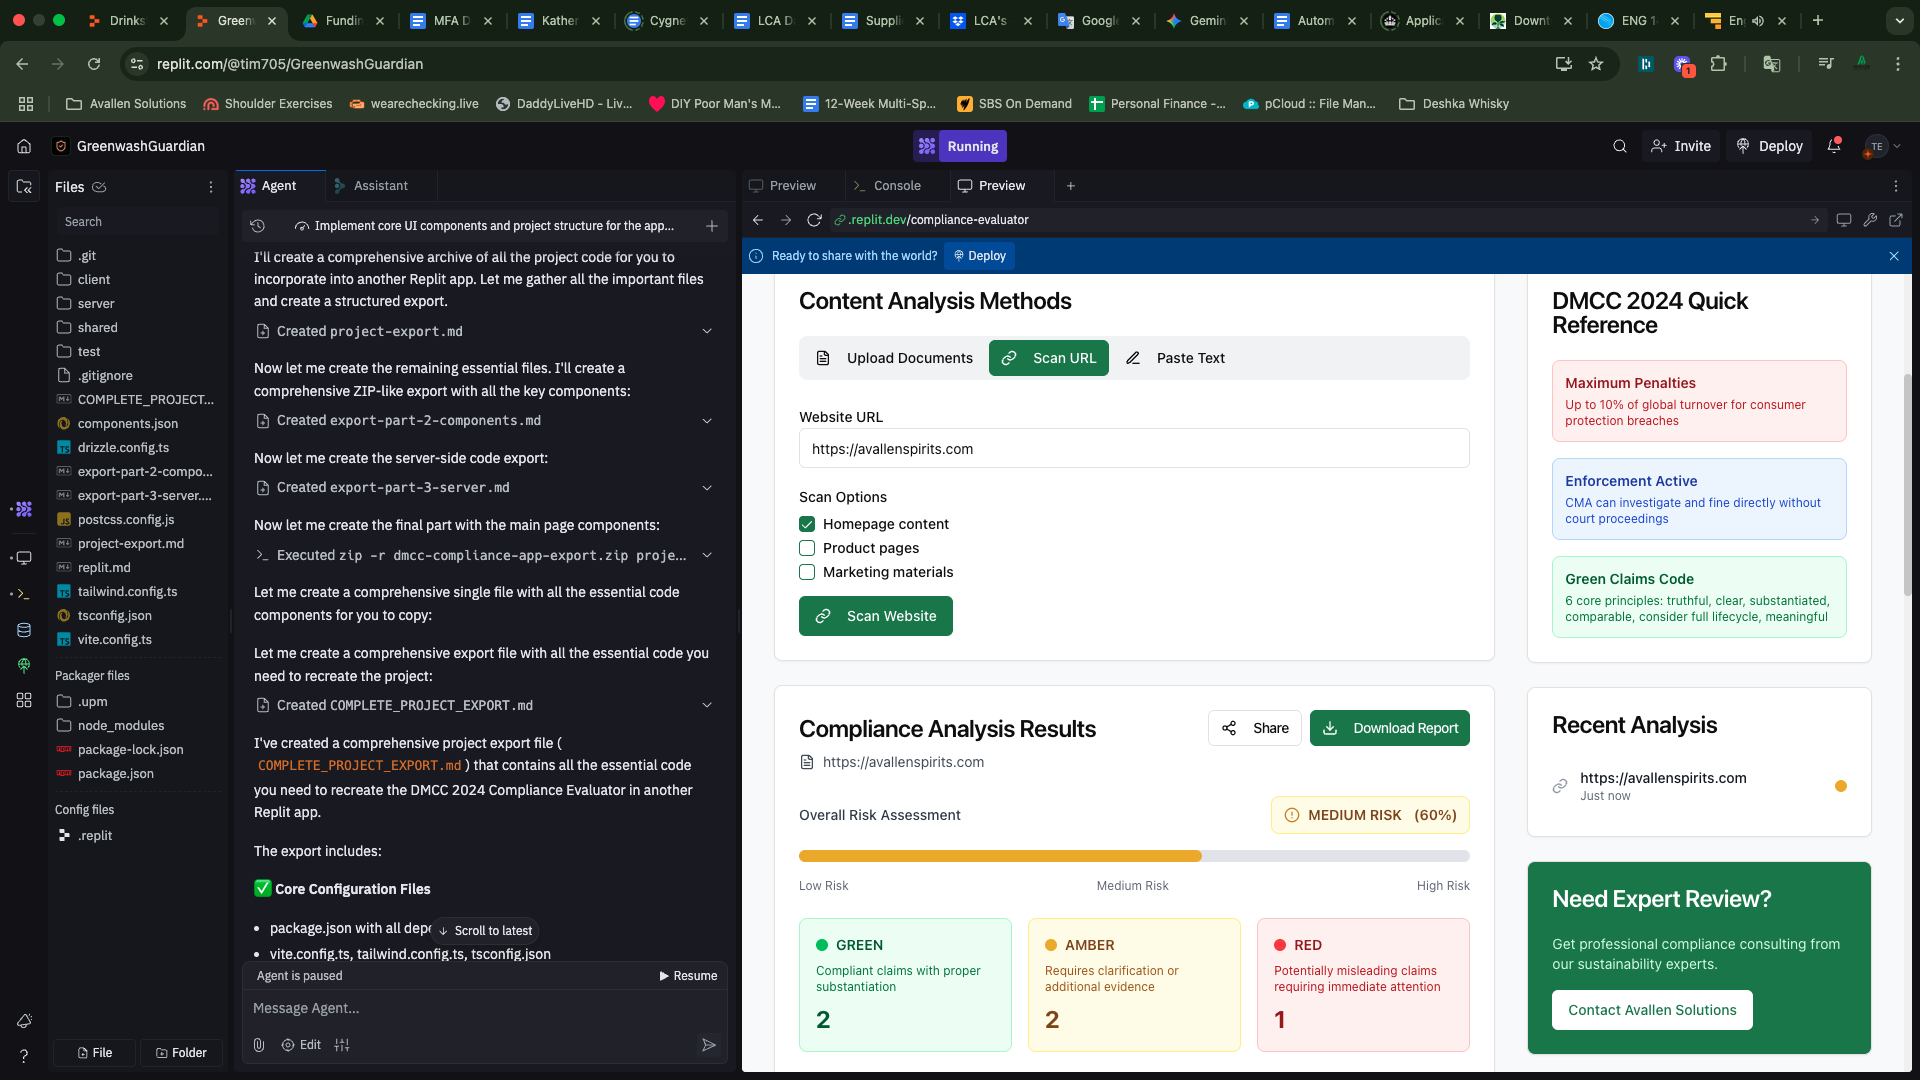 Drinks
Greenw
Fundin
MFA D
Kather
Cygne
LCA D
Suppli
LCA's
Google
Gemin
Autom
Applic
Downt
ENG 1
En
replit.com/@tim705/GreenwashGuardian
1
Avallen Solutions
Shoulder Exercises
wearechecking.live
DaddyLiveHD - Liv...
DIY Poor Man's M...
12-Week Multi-Sp...
SBS On Demand
Personal Finance -...
pCloud :: File Man...
Deshka Whisky
GreenwashGuardian
Running
Invite
Deploy
TE
Files
Search
.git
client
server
shared
test
.gitignore
COMPLETE_PROJECT...
components.json
drizzle.config.ts
export-part-2-compo...
export-part-3-server....
postcss.config.js
project-export.md
replit.md
tailwind.config.ts
tsconfig.json
vite.config.ts
Packager files
.upm
node_modules
package-lock.json
package.json
Config files
.replit
File
Folder
Agent
Assistant
Implement core UI components and project structure for the app...
I'll create a comprehensive archive of all the project code for you to
incorporate into another Replit app. Let me gather all the important files
and create a structured export.
Created project-export.md
Now let me create the remaining essential files. I'll create a
comprehensive ZIP-like export with all the key components:
Created export-part-2-components.md
Now let me create the server-side code export:
Created export-part-3-server.md
Now let me create the final part with the main page components:
Executed zip -r dmcc-compliance-app-export.zip proje...
Let me create a comprehensive single file with all the essential code
components for you to copy:
Let me create a comprehensive export file with all the essential code you
need to recreate the project:
Created COMPLETE_PROJECT_EXPORT.md
I've created a comprehensive project export file (
COMPLETE_PROJECT_EXPORT.md ) that contains all the essential code
you need to recreate the DMCC 2024 Compliance Evaluator in another
Replit app.
The export includes:
✅ Core Configuration Files
• package.json with all depe
Scroll to latest
• vite.config.ts, tailwind.config.ts, tsconfig.json
Agent is paused
Resume
Message Agent...
Edit
Preview
Console
Preview
.replit.dev/compliance-evaluator
Ready to share with the world?
Deploy
Content Analysis Methods
Upload Documents
Scan URL
Paste Text
Website URL
https://avallenspirits.com
Scan Options
Homepage content
Product pages
Marketing materials
Scan Website
Compliance Analysis Results
Share
Download Report
https://avallenspirits.com
Overall Risk Assessment
MEDIUM RISK (60%)
Low Risk
Medium Risk
High Risk
GREEN
Compliant claims with proper
substantiation
2
AMBER
Requires clarification or
additional evidence
2
RED
Potentially misleading claims
requiring immediate attention
1
DMCC 2024 Quick
Reference
Maximum Penalties
Up to 10% of global turnover for consumer
protection breaches
Enforcement Active
CMA can investigate and fine directly without
court proceedings
Green Claims Code
6 core principles: truthful, clear, substantiated,
comparable, consider full lifecycle, meaningful
Recent Analysis
https://avallenspirits.com
Just now
Need Expert Review?
Get professional compliance consulting from
our sustainability experts.
Contact Avallen Solutions